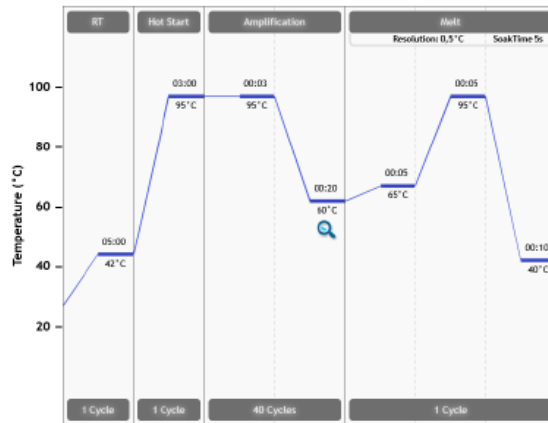 RT
Hot Start
Amplification
Melt
Resolution: 0,5°C
SoakTime 5s
100
80
60
40
20
Temperature (°C)
05:00
42°C
03:00
95°C
00:03
95°C
00:20
60°C
00:05
65°C
00:05
95°C
00:10
40°C
1 Cycle
1 Cycle
40 Cycles
1 Cycle